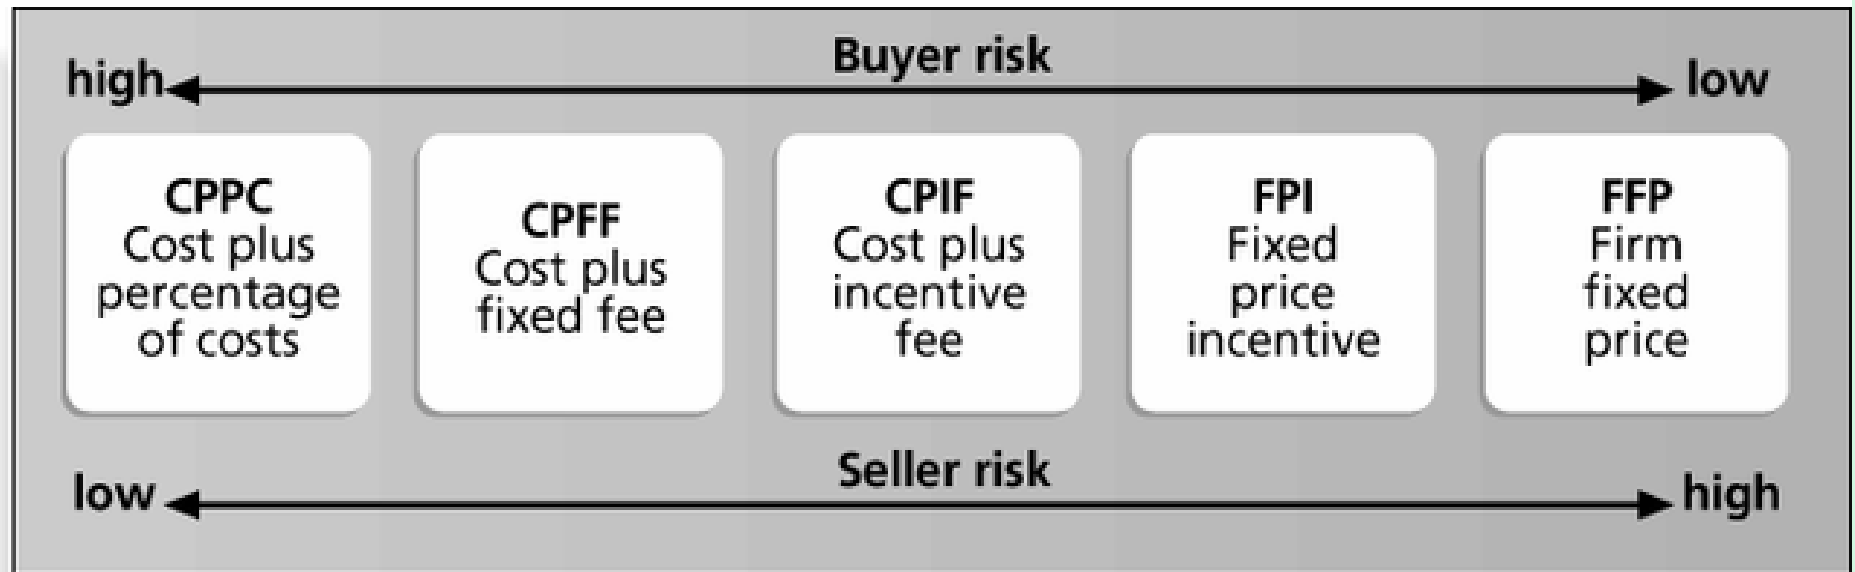 Buyer risk
high
low
CPPC
Cost plus
percentage
of costs
CPFF
Cost plus
fixed fee
CPIF
Cost plus
incentive
fee
FPI
Fixed
price
incentive
FFP
Firm
fixed
price
Seller risk
low
high